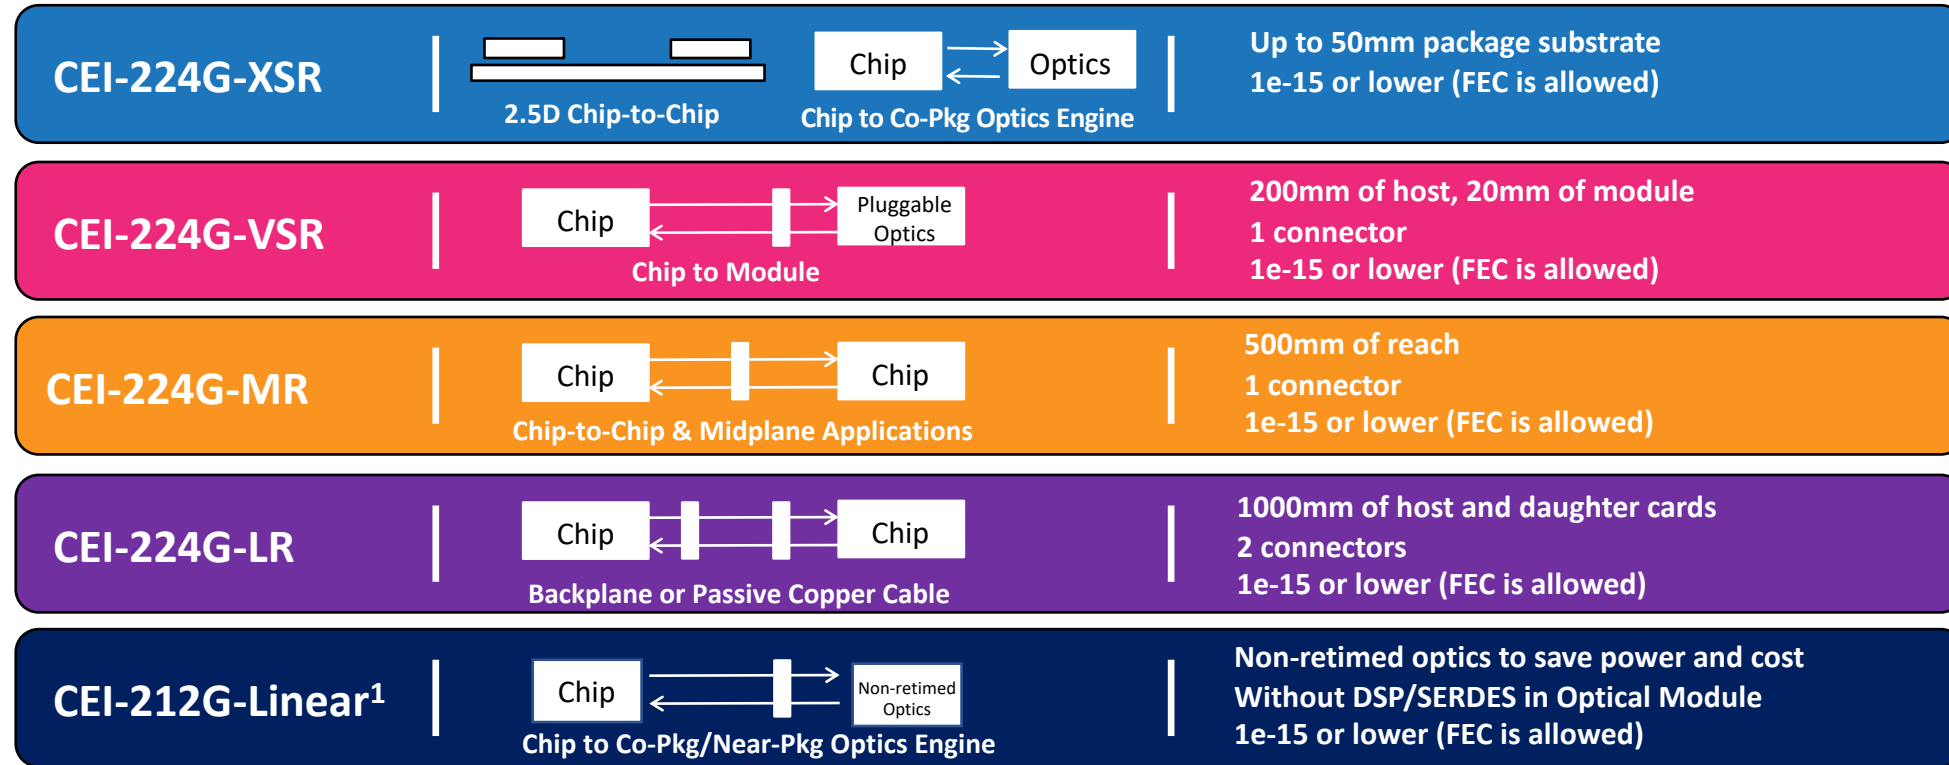 CEI-224G-XSR
2.5D Chip-to-Chip
Chip
Optics
Chip to Co-Pkg Optics Engine
Up to 50mm package substrate
1e-15 or lower (FEC is allowed)
CEI-224G-VSR
Chip
Pluggable
Optics
Chip to Module
200mm of host, 20mm of module
1 connector
1e-15 or lower (FEC is allowed)
CEI-224G-MR
Chip
Chip
Chip-to-Chip & Midplane Applications
500mm of reach
1 connector
1e-15 or lower (FEC is allowed)
CEI-224G-LR
Chip
Chip
Backplane or Passive Copper Cable
1000mm of host and daughter cards
2 connectors
1e-15 or lower (FEC is allowed)
CEI-212G-Linear¹
Chip
Non-retimed
Optics
Chip to Co-Pkg/Near-Pkg Optics Engine
Non-retimed optics to save power and cost
Without DSP/SERDES in Optical Module
1e-15 or lower (FEC is allowed)